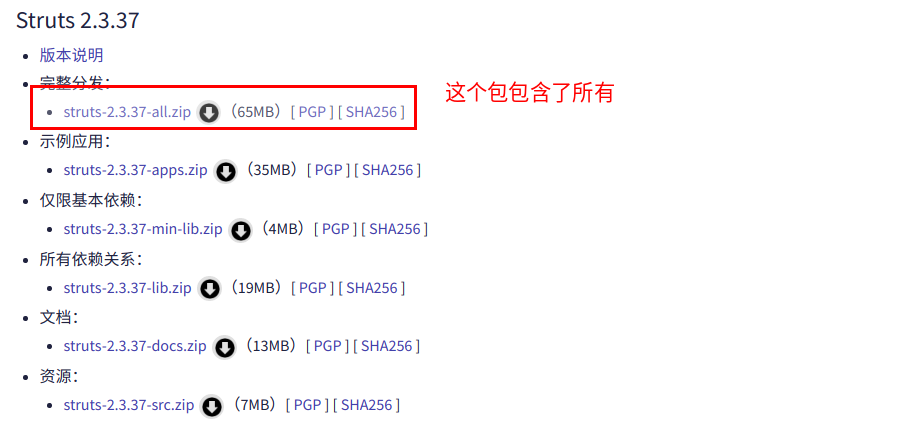 Struts 2.3.37
版本说明
完整分发：
struts-2.3.37-all.zip （65MB） [ PGP ] [ SHA256 ]
这个包包含了所有
示例应用：
struts-2.3.37-apps.zip （35MB） [ PGP ] [ SHA256 ]
仅限基本依赖：
struts-2.3.37-min-lib.zip （4MB） [ PGP ] [ SHA256 ]
所有依赖关系：
struts-2.3.37-lib.zip （19MB） [ PGP ] [ SHA256 ]
文档：
struts-2.3.37-docs.zip （13MB） [ PGP ] [ SHA256 ]
资源：
struts-2.3.37-src.zip （7MB） [ PGP ] [ SHA256 ]